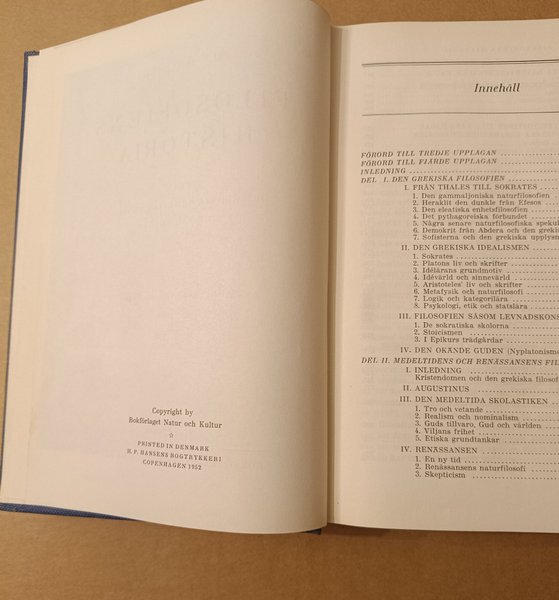 Copyright by
Bokförlaget Natur och Kultur
☆
PRINTED IN DENMARK
H. P. HANSENS BOGTRYKKERI
COPENHAGEN 1952
Innehåll
FÖRORD TILL TREDJE UPPLAGAN
FÖRORD TILL FJÄRDE UPPLAGAN
INLEDNING
DEL I. DEN GREKISKA FILOSOFIEN
I. FRÅN THALES TILL SOKRATES
1. Den gammaljoniska naturfilosofien
2. Heraklit den dunkle från Efesos
3. Den eleatiska enhetsfilosofien
4. Det pythagoreiska förbundet
5. Några senare naturfilosofiska spekul
6. Demokrit från Abdera och den greki
7. Sofisterna och den grekiska upplysn
II. DEN GREKISKA IDEALISMEN
1. Sokrates
2. Platons liv och skrifter
3. Idélärans grundmotiv
4. Idévärld och sinnevärld
5. Aristoteles' liv och skrifter
6. Metafysik och naturfilosofi
7. Logik och kategorilära
8. Psykologi, etik och statslära
III. FILOSOFIEN SÅSOM LEVNADSKONS
1. De sokratiska skolorna
2. Stoicismen
3. I Epikurs trädgårdar
IV. DEN OKÄNDE GUDEN (Nyplatonisme
DEL II. MEDELTIDENS OCH RENÄSSANSENS FIL
I. INLEDNING
Kristendomen och den grekiska filosof
II. AUGUSTINUS
III. DEN MEDELTIDA SKOLASTIKEN
1. Tro och vetande
2. Realism och nominalism
3. Guds tillvaro, Gud och världen
4. Viljans frihet
5. Etiska grundtankar
IV. RENÄSSANSEN
1. En ny tid
2. Renässansens naturfilosofi
3. Skepticism